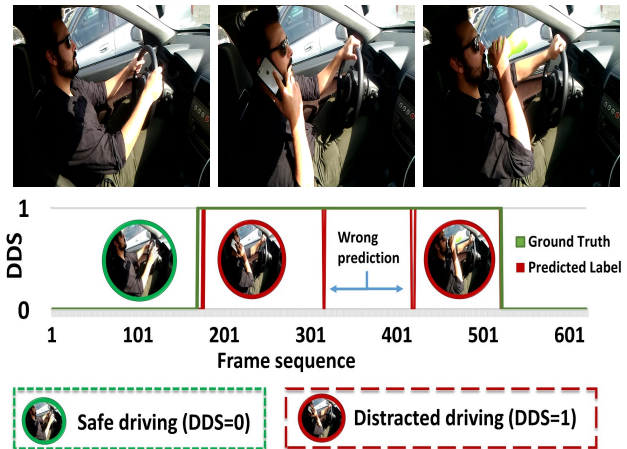 1
DDS
0
Wrong
prediction
Ground Truth
Predicted Label
1 101 201 301 401 501 601
Frame sequence
Safe driving (DDS=0)
Distracted driving (DDS=1)